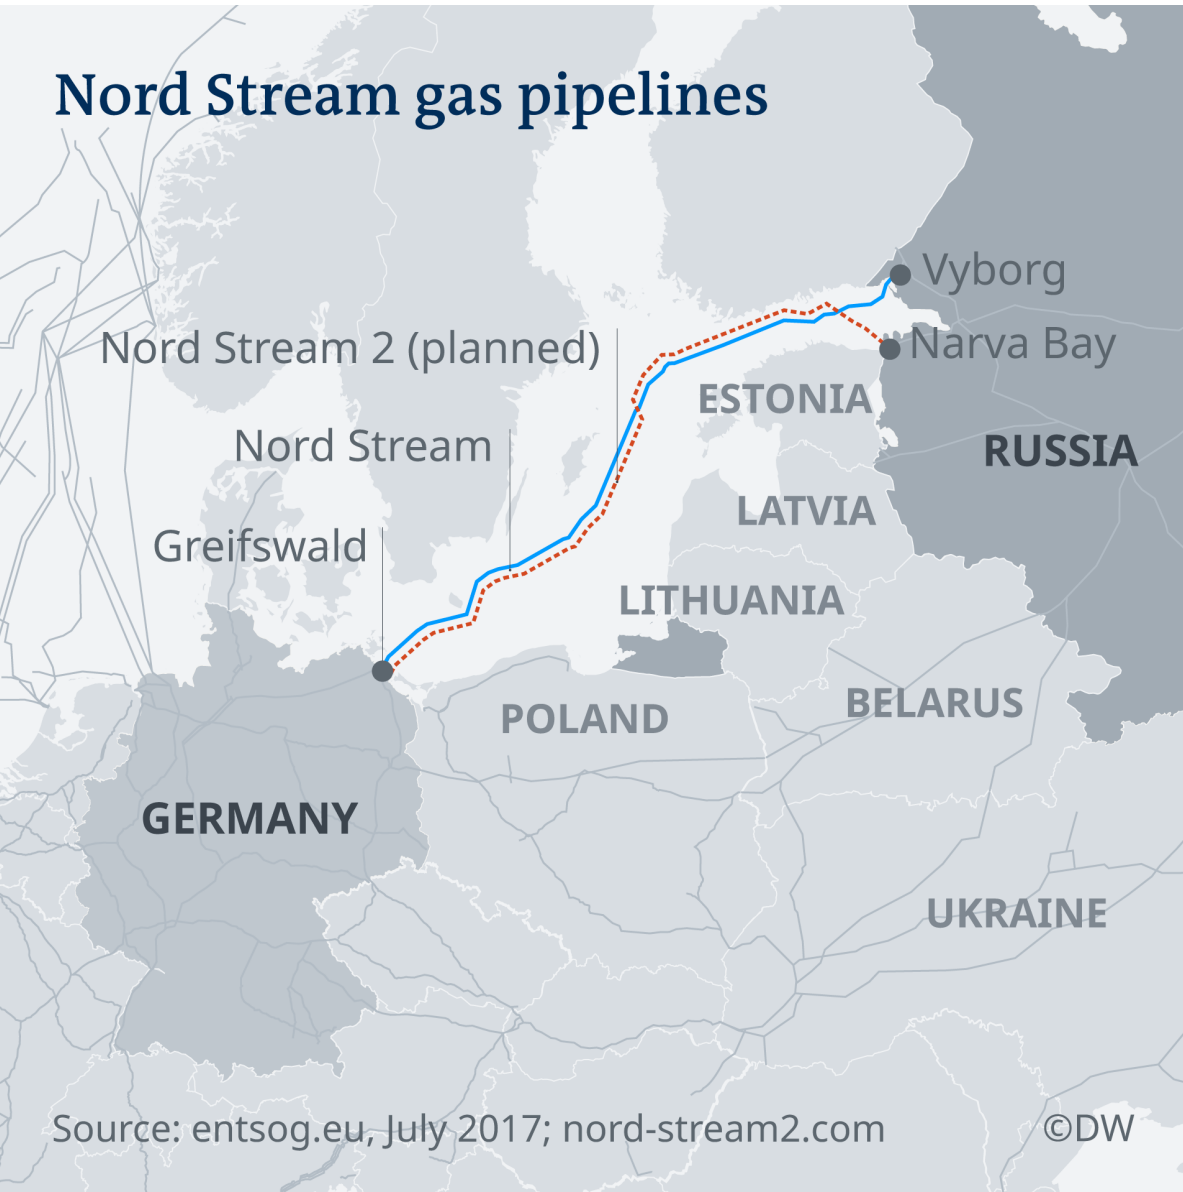 Nord Stream gas pipelines
Vyborg
Nord Stream 2 (planned)
Narva Bay
ESTONIA
Nord Stream
RUSSIA
LATVIA
Greifswald
LITHUANIA
BELARUS
POLAND
GERMANY
UKRAINE
Source: entsog.eu, July 2017; nord-stream2.com
©DW